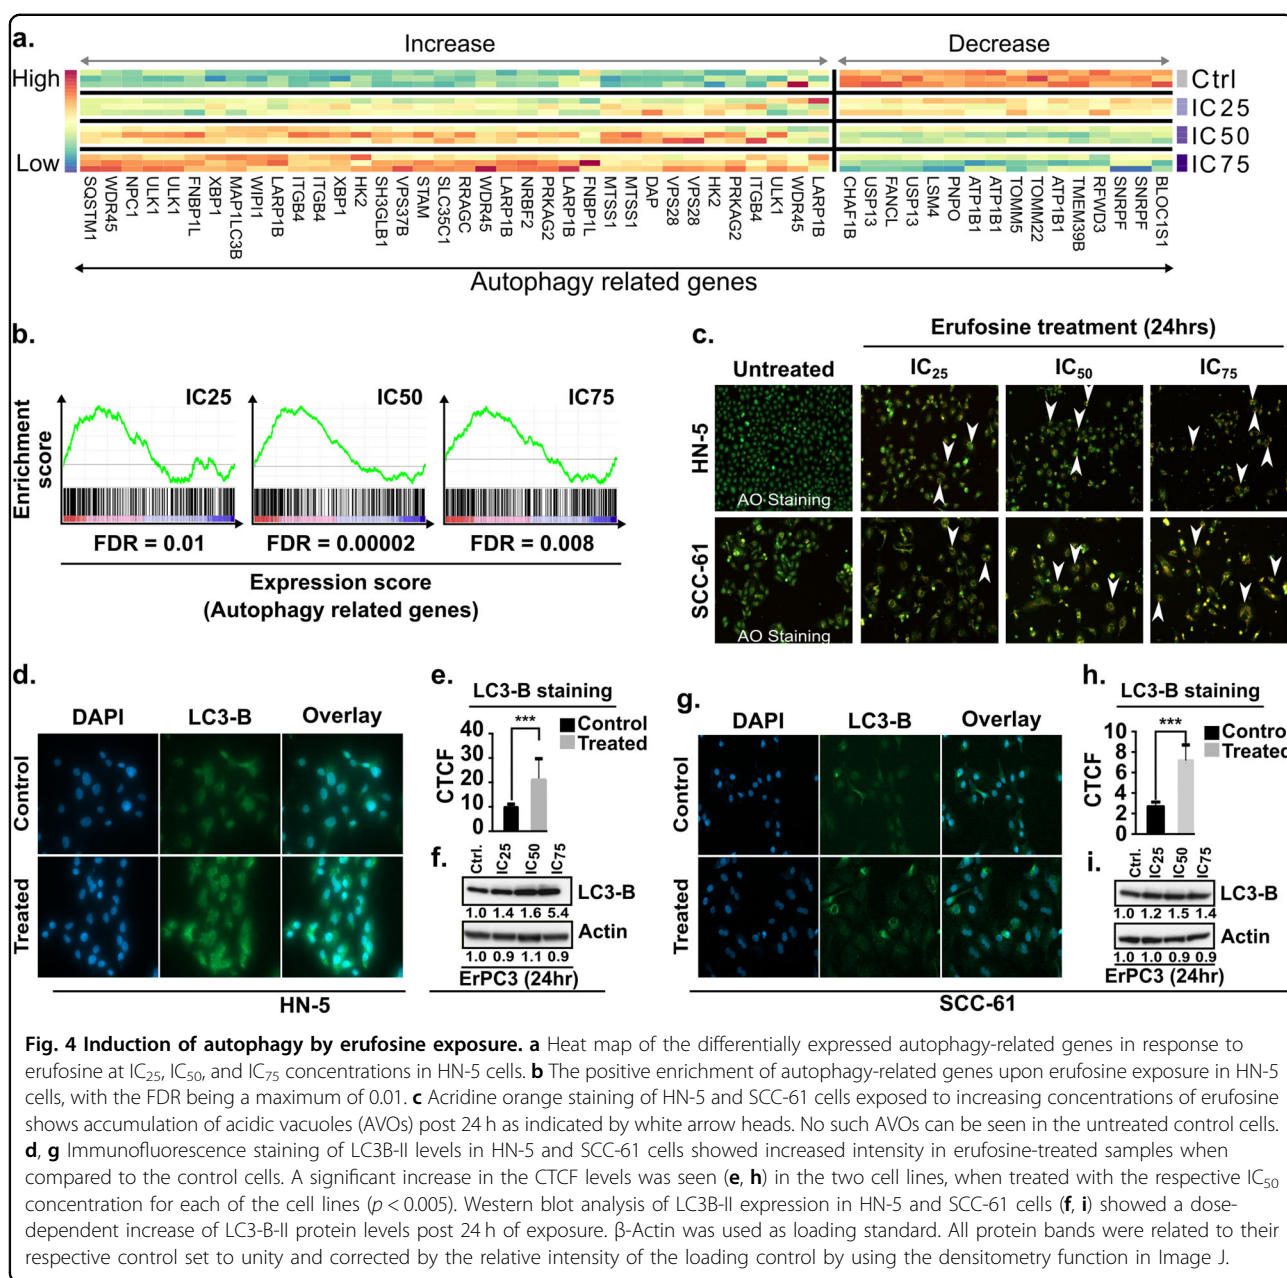 a.
Increase
Decrease
High
Low
Ctrl
IC25
IC50
IC75
SQSTM1
WDR45
NPC1
ULK1
ULK1
FNBP1L
XBP1
MAP1LC3B
WIPI1
LARP1B
ITGB4
ITGB4
XBP1
HK2
SH3GLB1
VPS37B
STAM
SLC35C1
RRAGC
WDR45
LARP1B
NRBF2
PRKAG2
LARP1B
FNBP1L
MTSS1
MTSS1
DAP
VPS28
VPS28
HK2
PRKAG2
ITGB4
ULK1
WDR45
LARP1B
CHAF1B
USP13
FANCL
USP13
LSM4
PNPO
ATP1B1
ATP1B1
TOMM5
TOMM22
ATP1B1
TMEM39B
RFWD3
SNRPF
SNRPF
BLOC1S1
Autophagy related genes
b.
IC25
IC50
IC75
Enrichment
score
FDR = 0.01
FDR = 0.00002
FDR = 0.008
Expression score
(Autophagy related genes)
c.
Erufosine treatment (24hrs)
Untreated
IC25
IC50
IC75
HN-5
AO Staining
SCC-61
AO Staining
d.
DAPI
LC3-B
Overlay
Control
Treated
HN-5
e.
LC3-B staining
Control
Treated
***
CTCF
40
30
20
10
0
f.
Ctrl.
IC25
IC50
IC75
LC3-B
1.0 1.4 1.6 5.4
Actin
1.0 0.9 1.1 0.9
ErPC3 (24hr)
g.
DAPI
LC3-B
Overlay
Control
Treated
SCC-61
h.
LC3-B staining
Control
Treated
***
CTCF
10
8
6
4
2
0
i.
Ctrl.
IC25
IC50
IC75
LC3-B
1.0 1.2 1.5 1.4
Actin
1.0 1.0 0.9 0.9
ErPC3 (24hr)
Fig. 4 Induction of autophagy by erufosine exposure. a Heat map of the differentially expressed autophagy-related genes in response to
erufosine at IC25, IC50, and IC75 concentrations in HN-5 cells. b The positive enrichment of autophagy-related genes upon erufosine exposure in HN-5
cells, with the FDR being a maximum of 0.01. c Acridine orange staining of HN-5 and SCC-61 cells exposed to increasing concentrations of erufosine
shows accumulation of acidic vacuoles (AVOs) post 24 h as indicated by white arrow heads. No such AVOs can be seen in the untreated control cells.
d, g Immunofluorescence staining of LC3B-II levels in HN-5 and SCC-61 cells showed increased intensity in erufosine-treated samples when
compared to the control cells. A significant increase in the CTCF levels was seen (e, h) in the two cell lines, when treated with the respective IC50
concentration for each of the cell lines (p < 0.005). Western blot analysis of LC3B-II expression in HN-5 and SCC-61 cells (f, i) showed a dose-
dependent increase of LC3-B-II protein levels post 24 h of exposure. β-Actin was used as loading standard. All protein bands were related to their
respective control set to unity and corrected by the relative intensity of the loading control by using the densitometry function in Image J.